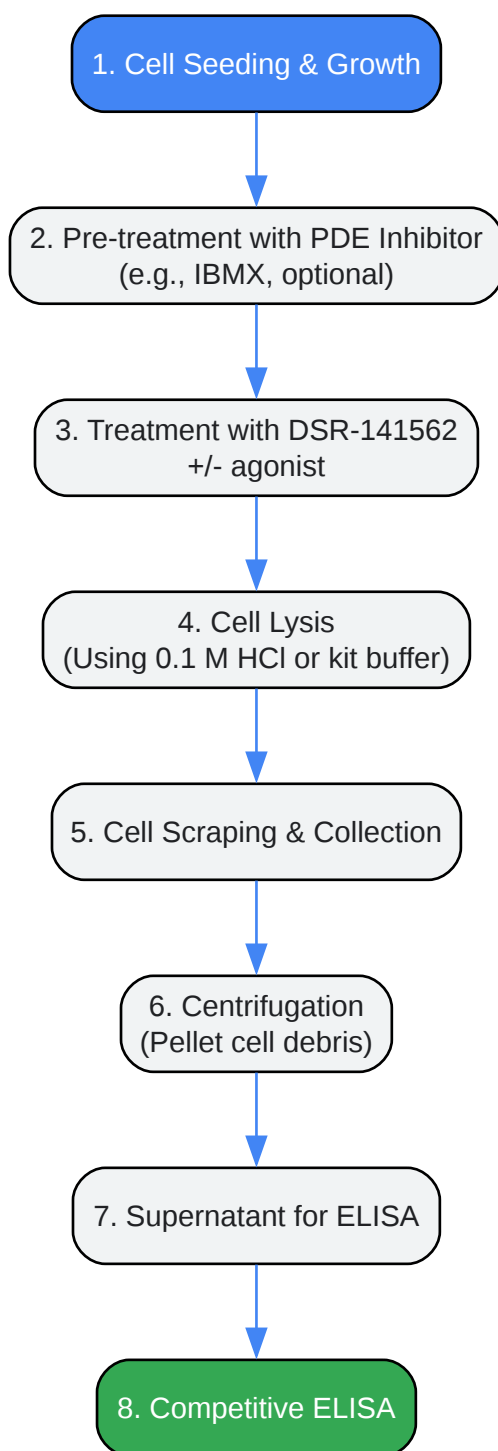 1. Cell Seeding & Growth
2. Pre-treatment with PDE Inhibitor
(e.g., IBMX, optional)
3. Treatment with DSR-141562
+/- agonist
4. Cell Lysis
(Using 0.1 M HCl or kit buffer)
5. Cell Scraping & Collection
6. Centrifugation
(Pellet cell debris)
7. Supernatant for ELISA
8. Competitive ELISA